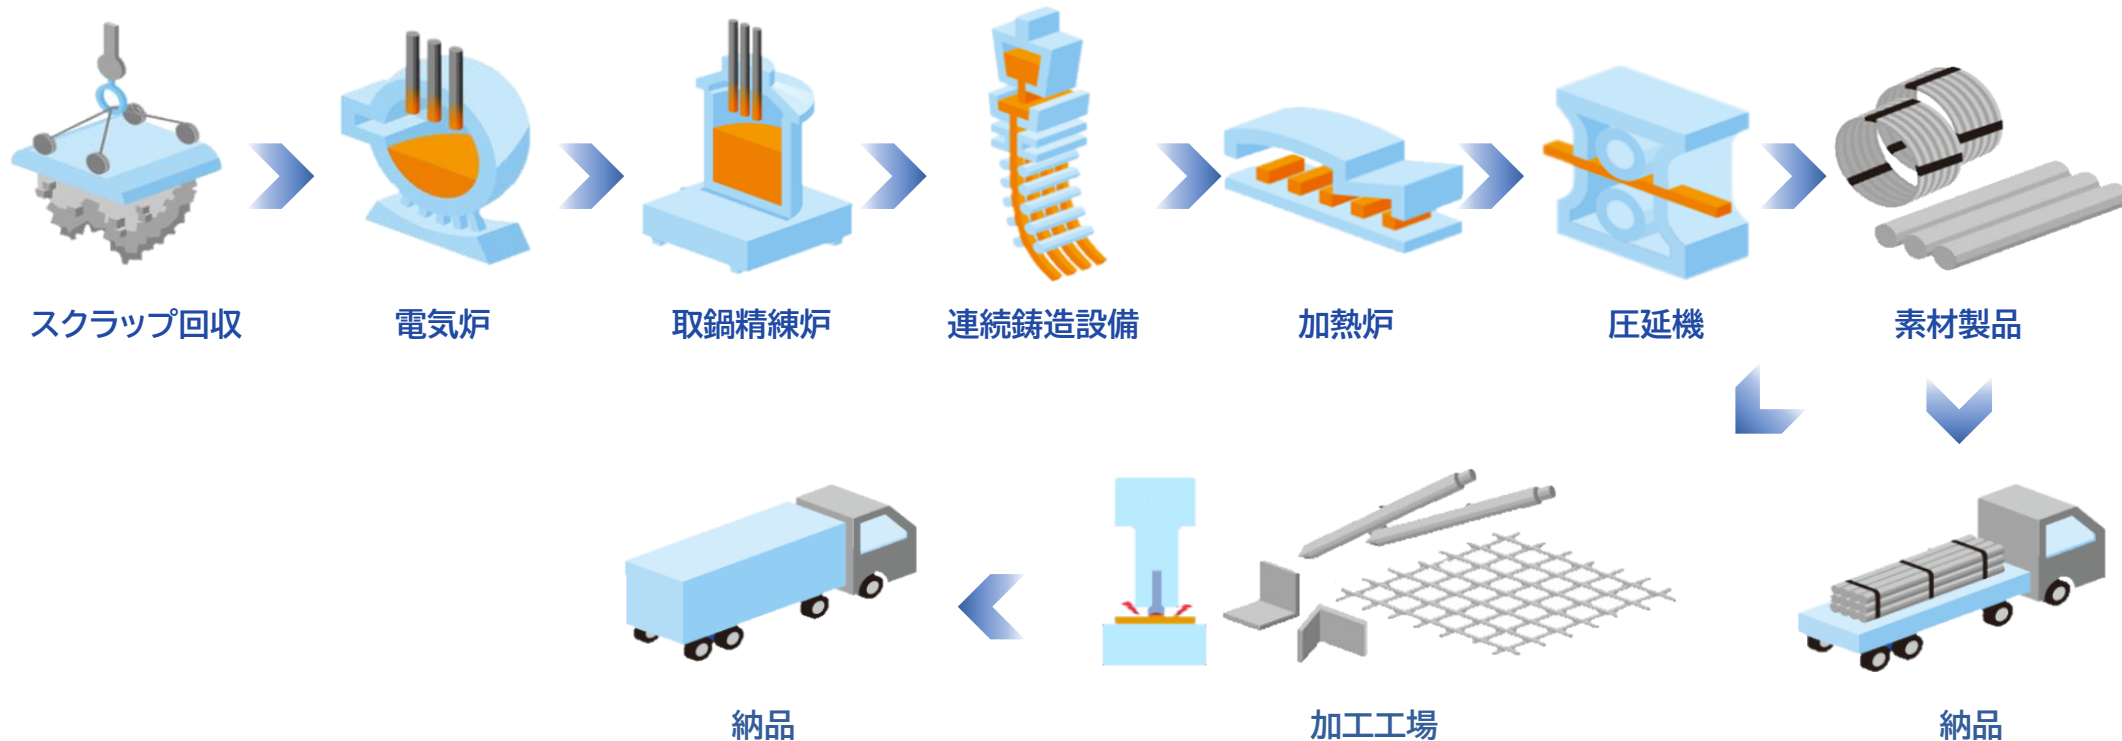 スクラップ回収
電気炉
取鍋精練炉
連続鋳造設備
加熱炉
圧延機
素材製品
納品
加工工場
納品